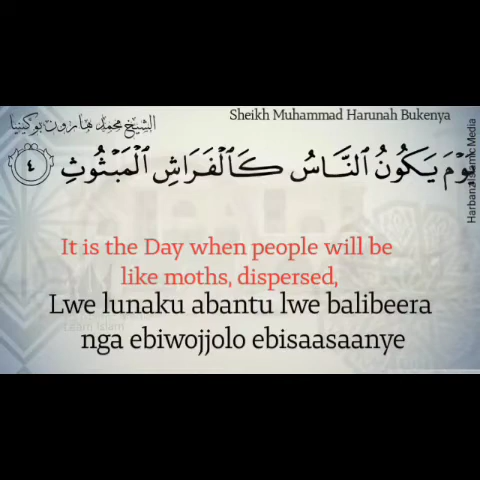 Sheikh Muhammad Harunah Bukenya
الشيخ محمد هارون بوكينيا
يَوْمَ يَكُونُ ٱلنَّاسُ كَٱلْفَرَاشِ ٱلْمَبْثُوثِ ٤
It is the Day when people will be
like moths, dispersed,
Lwe lunaku abantu lwe balibeera
nga ebiwojjolo ebisaasaanye
Harbanz Islamic Media